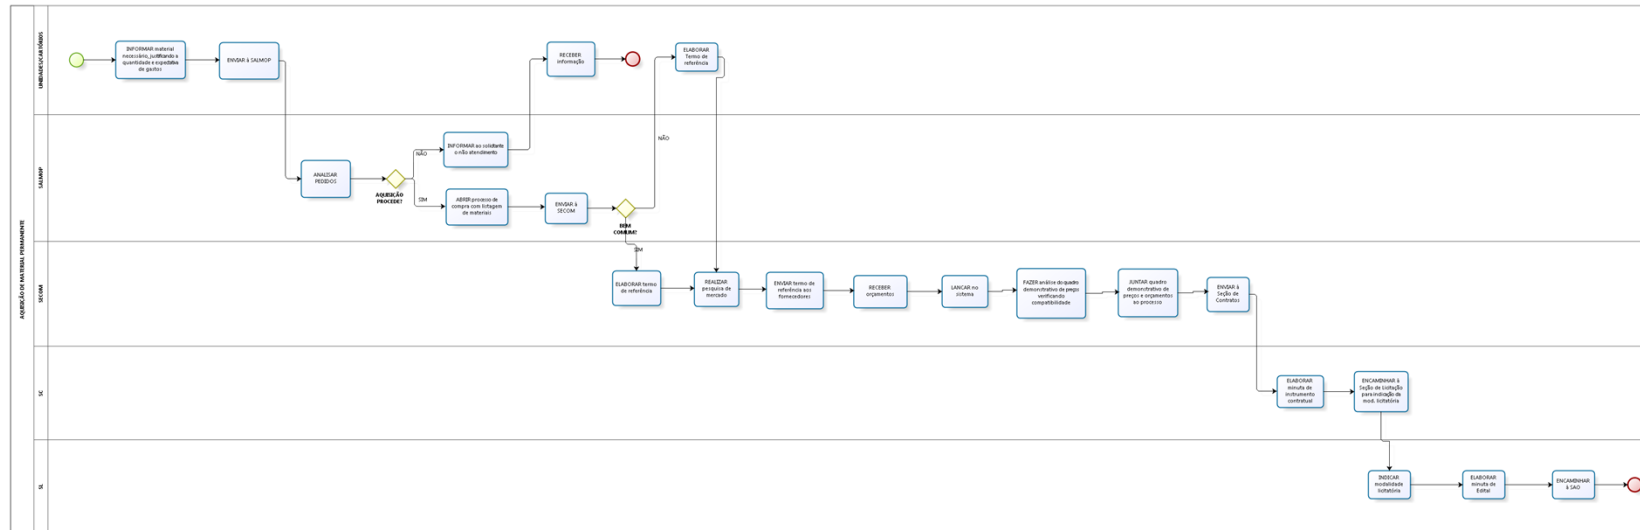 AQUISIÇÃO DE MATERIAL PERMANENTE
UNIDADES/CARTÓRIOS
INFORMAR material
necessário, justificando a
quantidade e expectativa
de gastos
ENVIAR à SALMOP
RECEBER
informação
ELABORAR
Termo de
referência
SALMOP
ANALISAR
PEDIDOS
AQUISIÇÃO
PROCEDE?
NÃO
INFORMAR ao solicitante
o não atendimento
SIM
ABRIR processo de
compra com listagem
de materiais
ENVIAR à
SECOM
BEM
COMUM?
NÃO
SIM
SECOM
ELABORAR termo
de referência
REALIZAR
pesquisa de
mercado
ENVIAR termo de
referência aos
fornecedores
RECEBER
orçamentos
LANCAR no
sistema
FAZER análise do quadro
demonstrativo de preço
verificando
compatibilidade
JUNTAR quadro
demonstrativo de
preços e orçamentos
ao processo
ENVIAR à
Seção de
Contratos
SC
ELABORAR
minuta de
instrumento
contratual
ENCAMINHAR à
Seção de Licitação
para indicação da
mod. licitatória
SL
INDICAR
modalidade
licitatória
ELABORAR
minuta de
Edital
ENCAMINHAR
à SAO